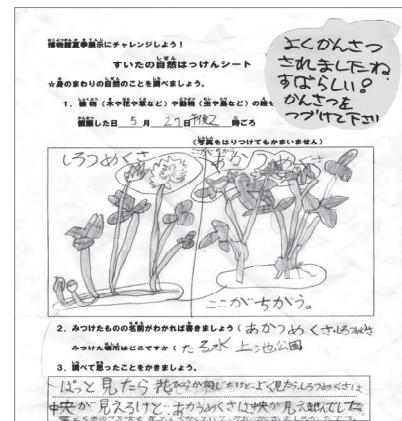 博物館夏季展示にチャレンジしよう!
すいたの自然はっけんシート
☆身のまわりの自然のことを調べましょう。
よくかんさつ
されましたね
すばらしい!
かんさつを
つづけて下さい
1. 植物(木や花や草など)や動物(虫や鳥など)の絵を
観察した日 5月27日 午後2時ごろ
(写真をはりつけてもかまいません)
しろつめくさ
あかつめくさ
ここがちがう。
2. みつけたものの名前がわかれば書きましょう(あかつめくさ しろつめくさ
みつけた場所はどこですか(たる水上池公園
3. 調べて思ったことをかきましょう。
ぱっと見たら 花びらが同じだけどよく見たらしろつめくさは
中央が見えるけど、あかつめくさは中央が見えませんでした。